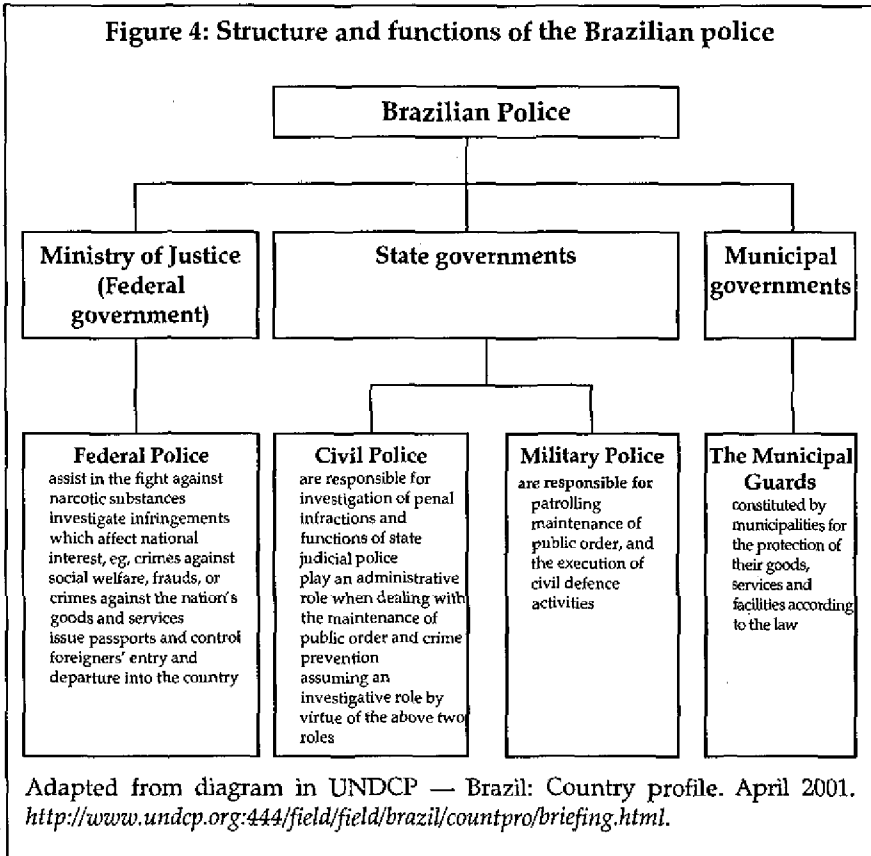 Figure 4: Structure and functions of the Brazilian police
Brazilian Police
Ministry of Justice
(Federal
government)
State governments
Municipal
governments
Federal Police
assist in the fight against
narcotic substances
investigate infringements
which affect national
interest, eg, crimes against
social welfare, frauds, or
crimes against the nation's
goods and services
issue passports and control
foreigners' entry and
departure into the country
Civil Police
are responsible for
investigation of penal
infractions and
functions of state
judicial police
play an administrative
role when dealing with
the maintenance of
public order and crime
prevention
assuming an
investigative role by
virtue of the above two
roles
Military Police
are responsible for
patrolling
maintenance of
public order, and
the execution of
civil defence
activities
The Municipal
Guards
constituted by
municipalities for
the protection of
their goods,
services and
facilities according
to the law
Adapted from diagram in UNDCP — Brazil: Country profile. April 2001.
http://www.undcp.org:444/field/field/brazil/countpro/briefing.html.